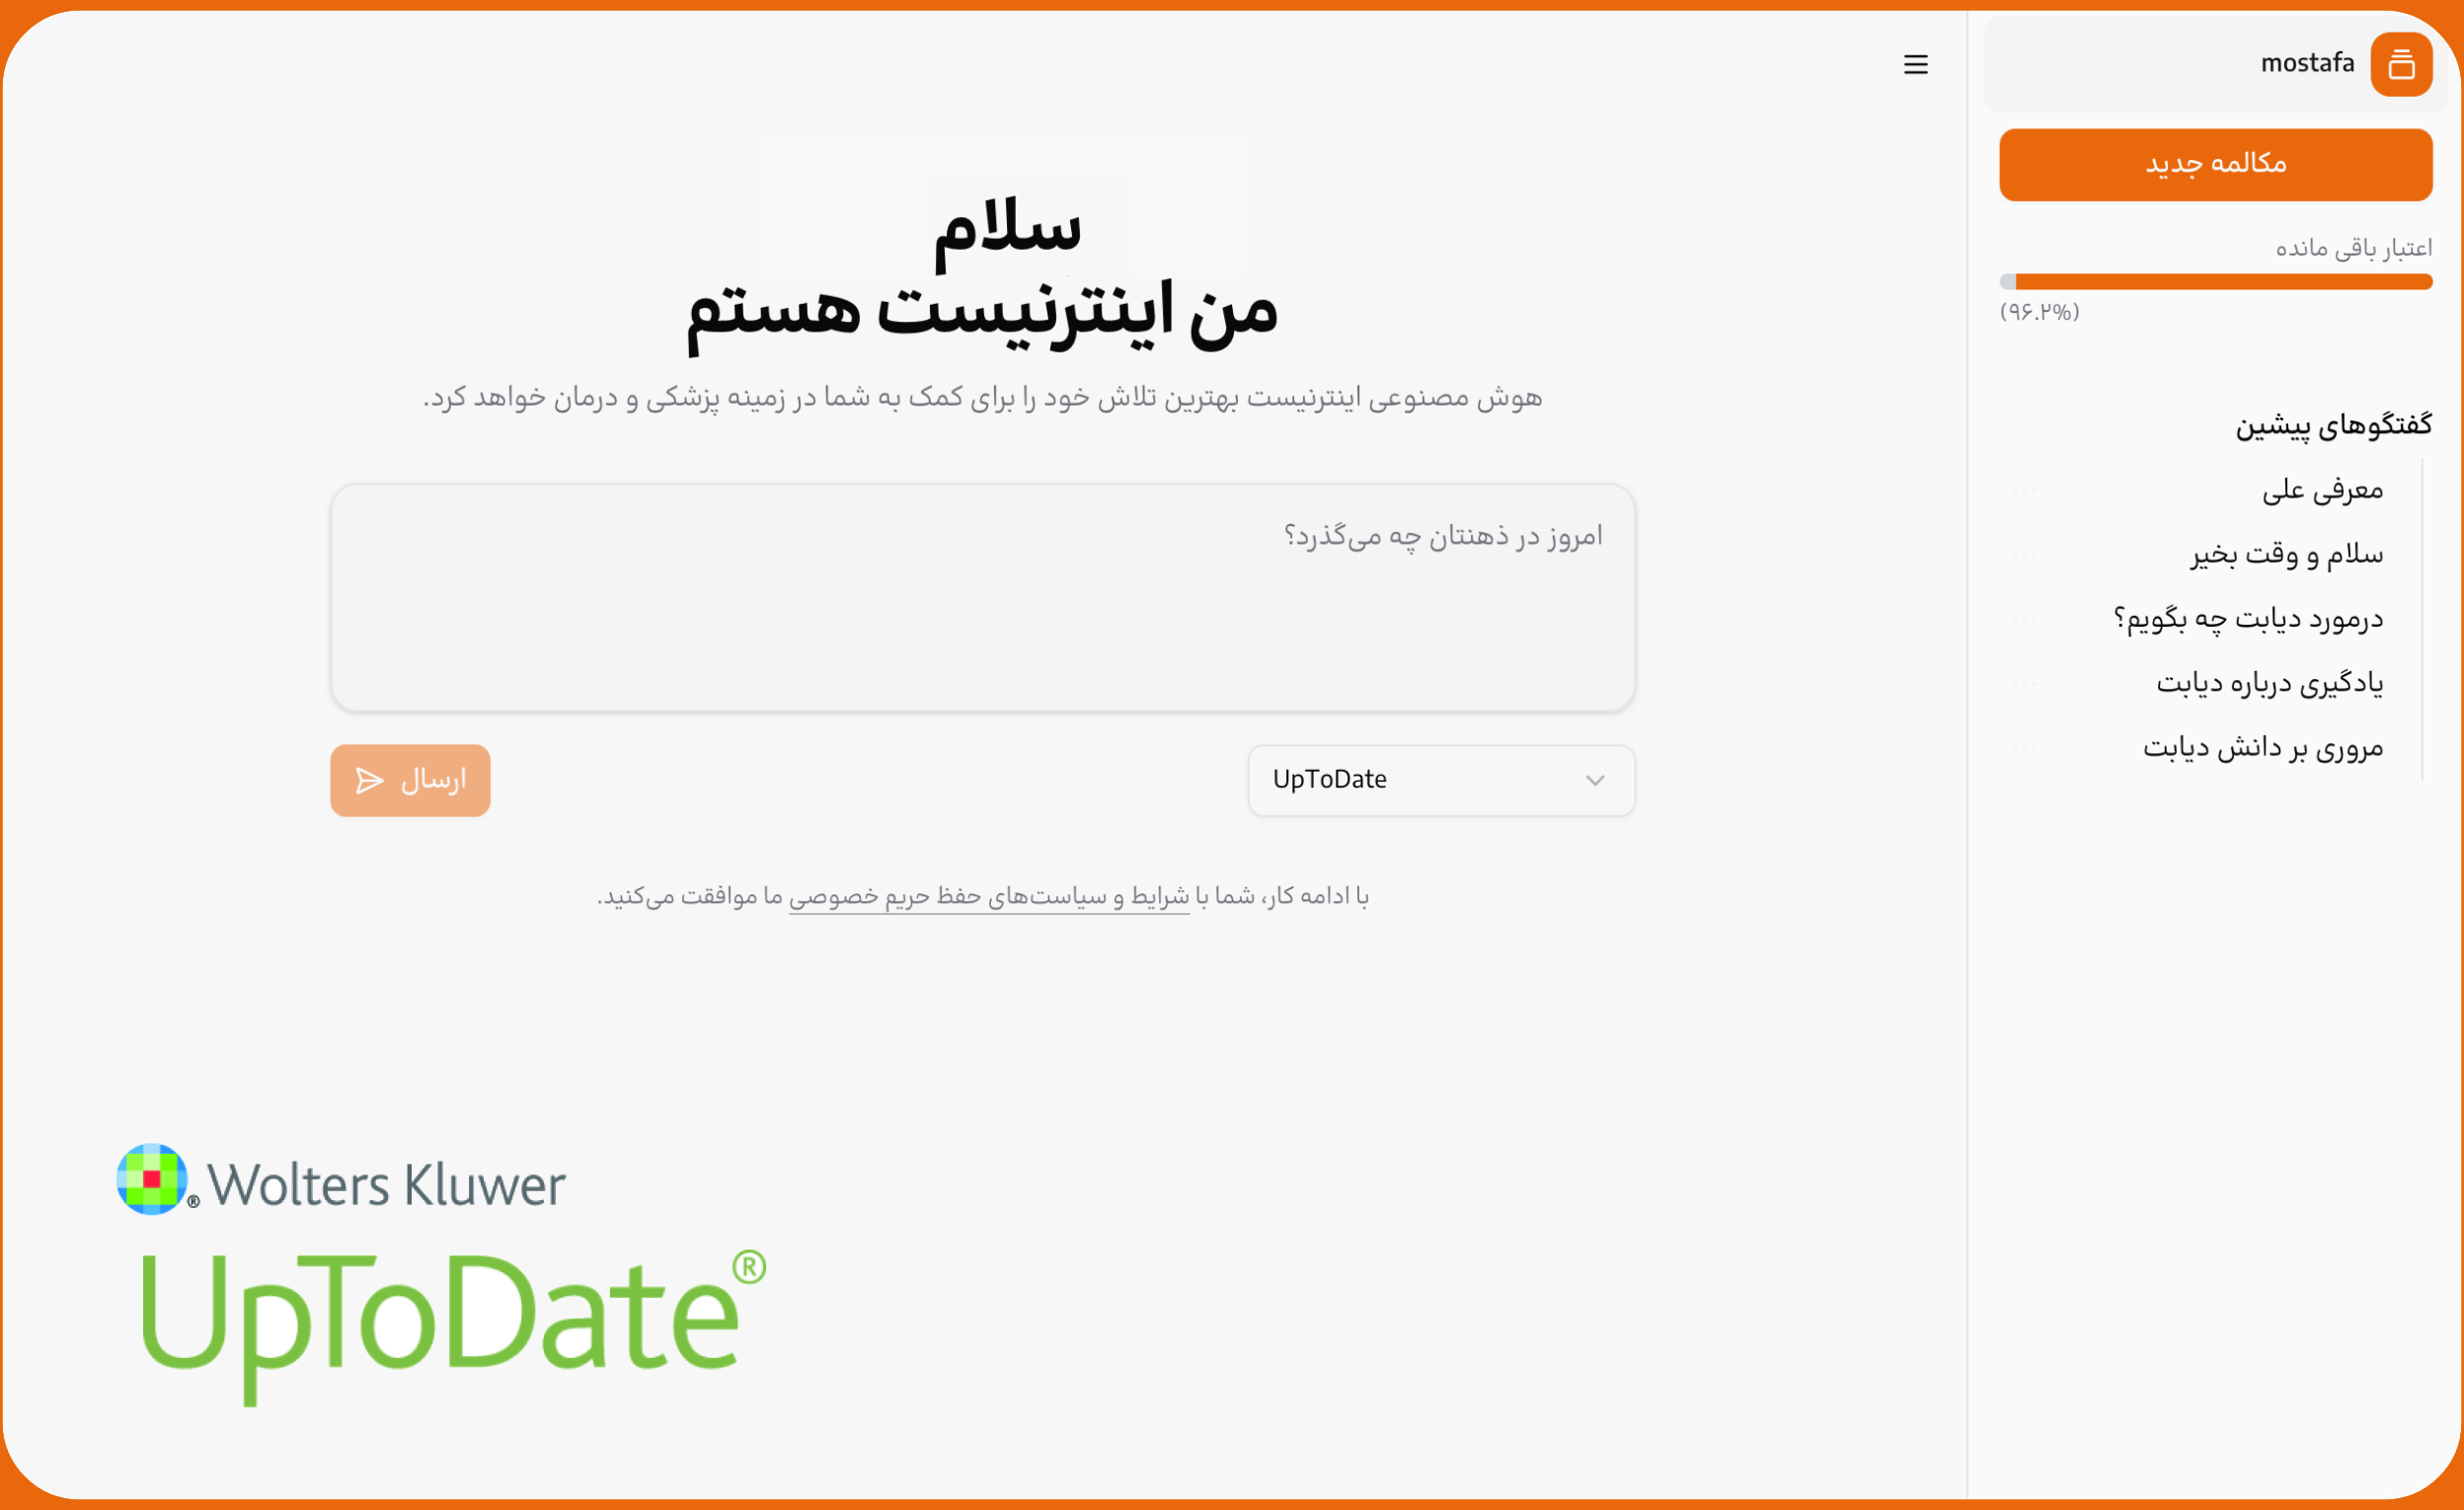 mostafa
مکالمه جدید
اعتبار باقی مانده
(۹۶.۲%)
گفتگوهای پیشین
معرفی علی
سلام و وقت بخیر
درمورد دیابت چه بگویم؟
یادگیری درباره دیابت
مروری بر دانش دیابت
سلام
من اینترنیست هستم
هوش مصنوعی اینترنیست بهترین تلاش خود را برای کمک به شما در زمینه پزشکی و درمان خواهد کرد.
امروز در ذهنتان چه می‌گذرد؟
UpToDate
ارسال
با ادامه کار، شما با شرایط و سیاست‌های حفظ حریم خصوصی ما موافقت می‌کنید.
® Wolters Kluwer
UpToDate®